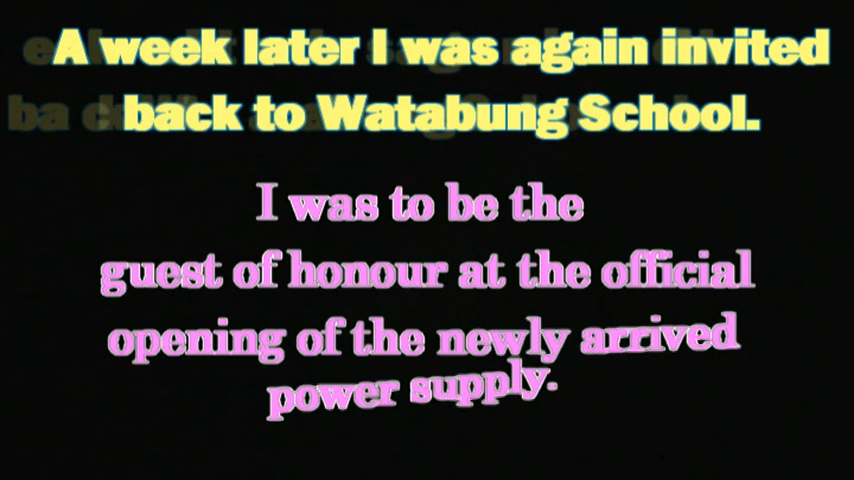 A week later I was again invited
back to Watabung School.
I was to be the
guest of honour at the official
opening of the newly arrived
power supply.